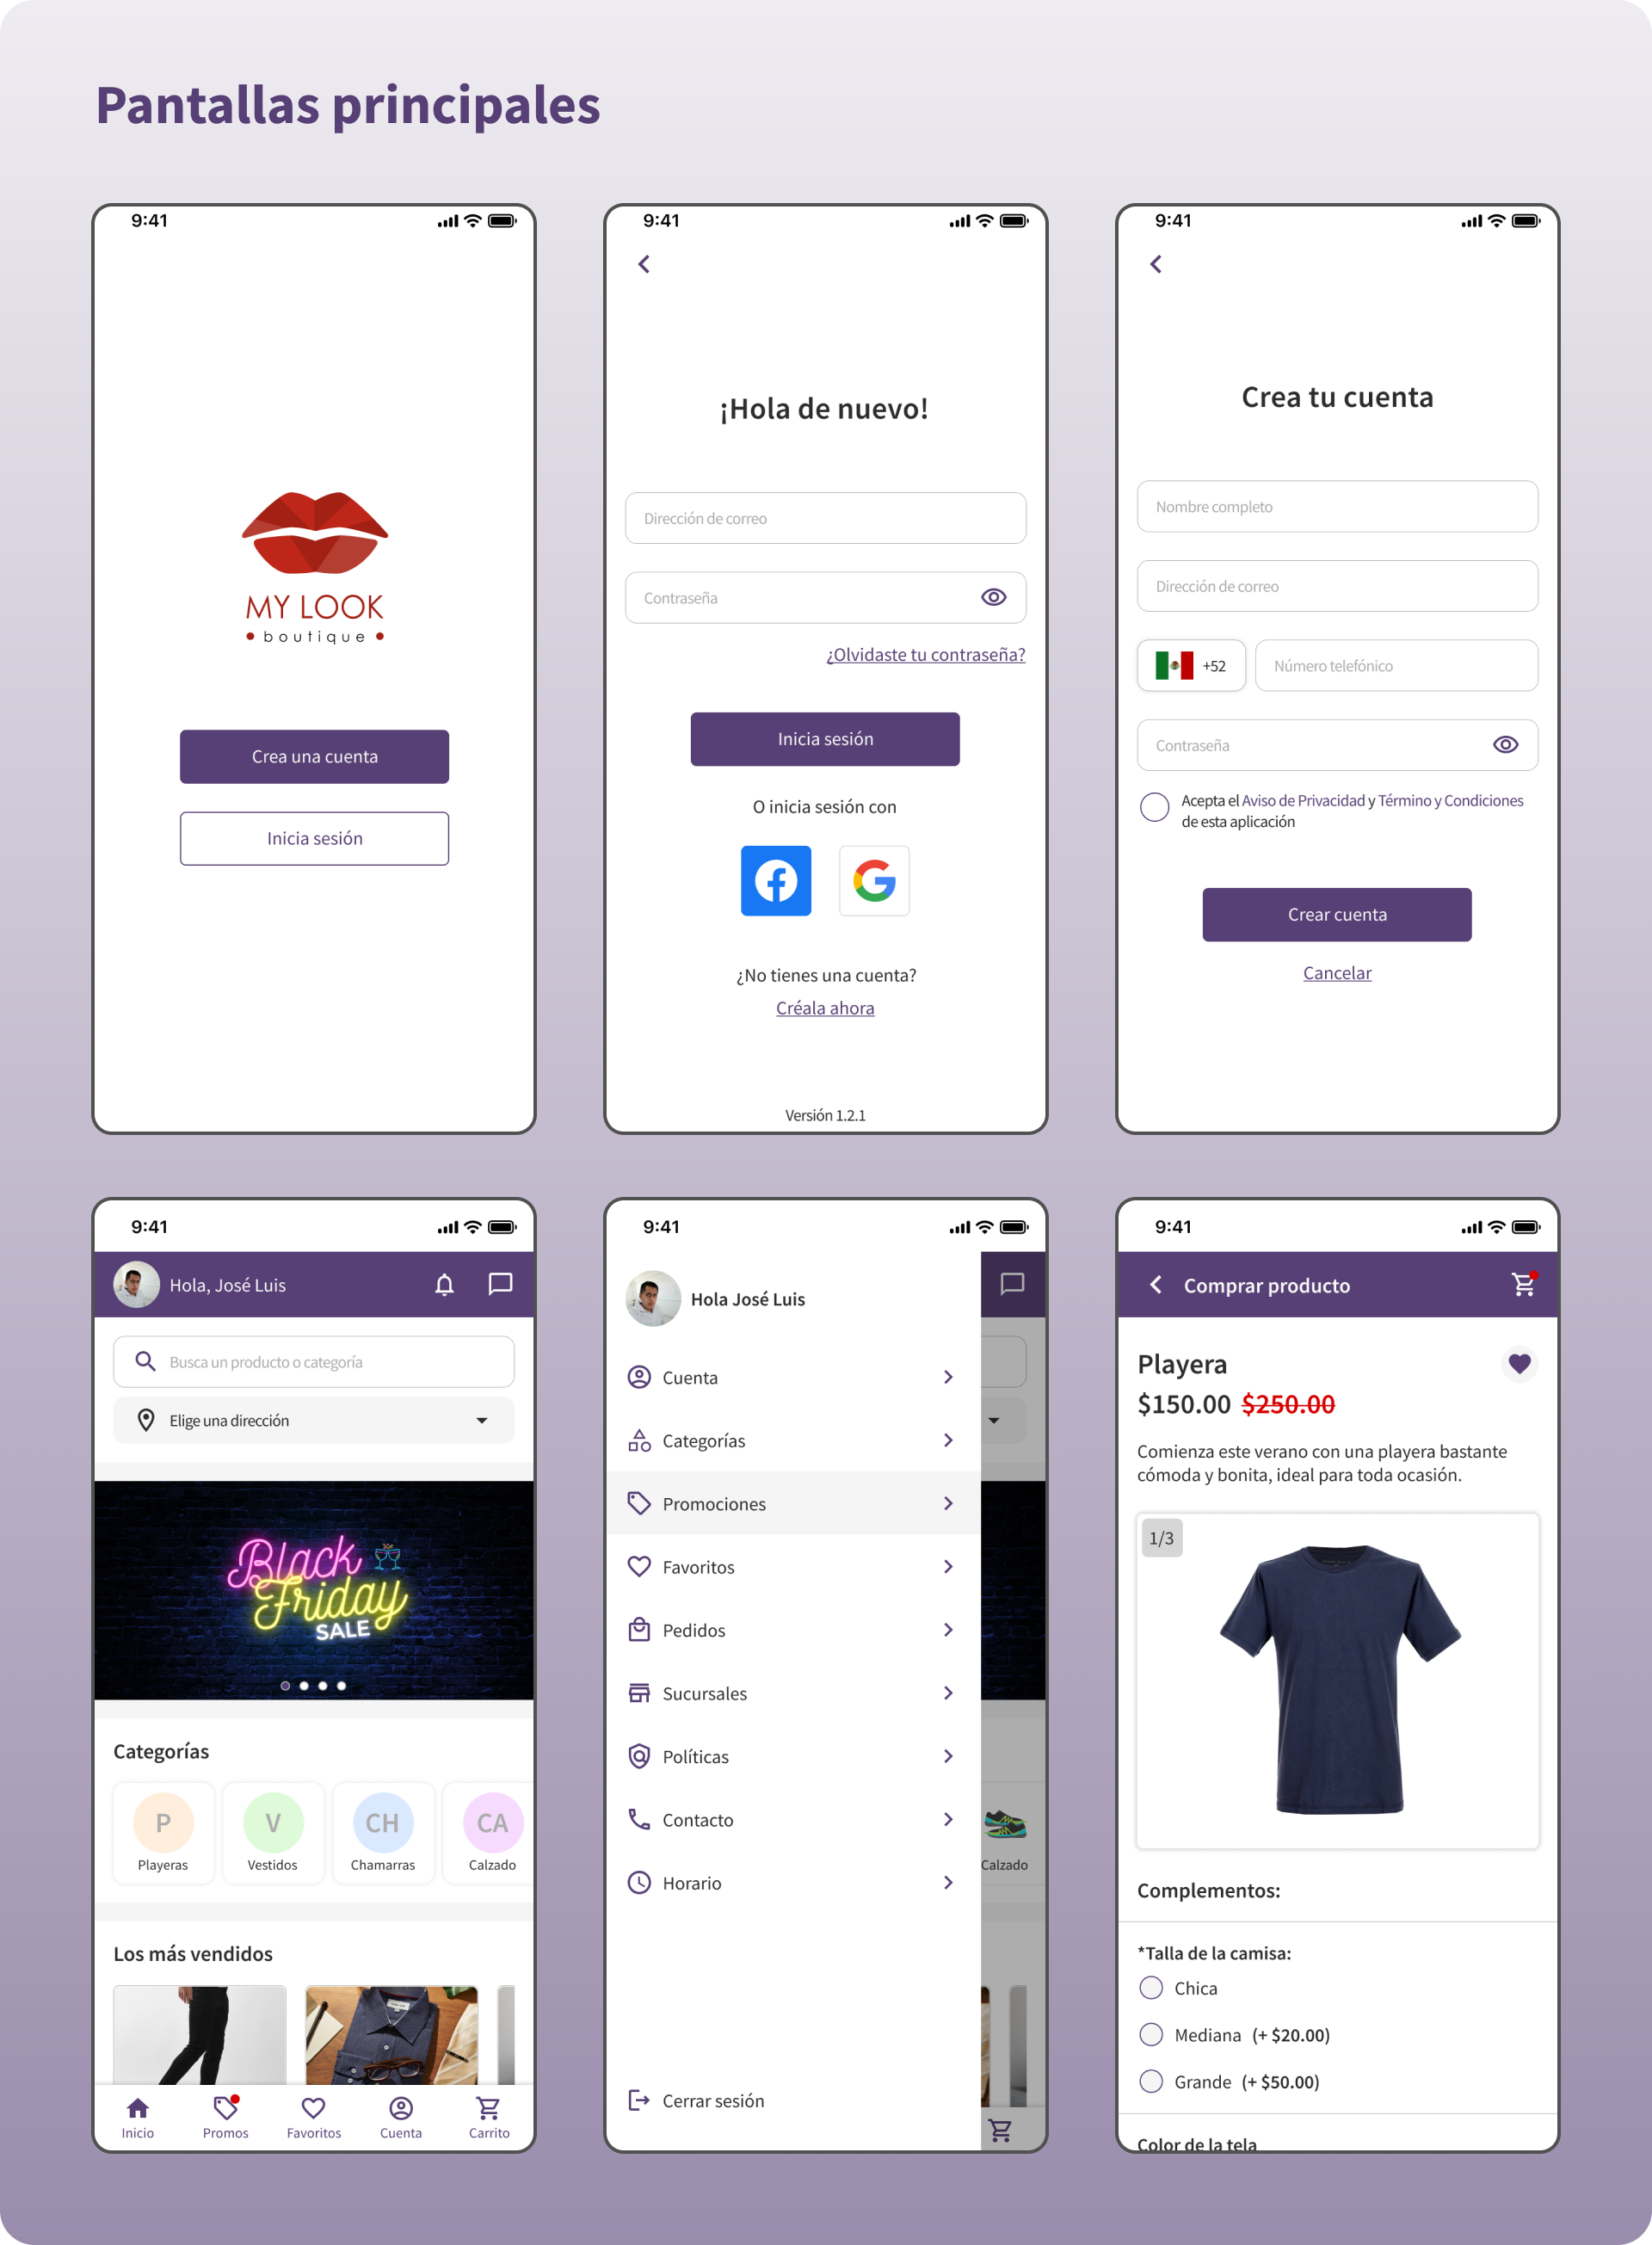 Pantallas principales
9:41
MY LOOK
boutique
Crea una cuenta
Inicia sesión
9:41
¡Hola de nuevo!
Dirección de correo
Contraseña
¿Olvidaste tu contraseña?
Inicia sesión
O inicia sesión con
¿No tienes una cuenta?
Créala ahora
Versión 1.2.1
9:41
Crea tu cuenta
Nombre completo
Dirección de correo
+52
Número telefónico
Contraseña
Acepta el Aviso de Privacidad y Término y Condiciones
de esta aplicación
Crear cuenta
Cancelar
9:41
Hola, José Luis
Busca un producto o categoría
Elige una dirección
Black
Friday
SALE
Categorías
P
V
CH
CA
Playeras
Vestidos
Chamarras
Calzado
Los más vendidos
Inicio
Promos
Favoritos
Cuenta
Carrito
9:41
Hola José Luis
Cuenta
Categorías
Promociones
Favoritos
Pedidos
Sucursales
Políticas
Contacto
Horario
Cerrar sesión
Calzado
9:41
Comprar producto
Playera
$150.00 $250.00
Comienza este verano con una playera bastante
cómoda y bonita, ideal para toda ocasión.
1/3
Complementos:
*Talla de la camisa:
Chica
Mediana (+ $20.00)
Grande (+ $50.00)
Color de la tela